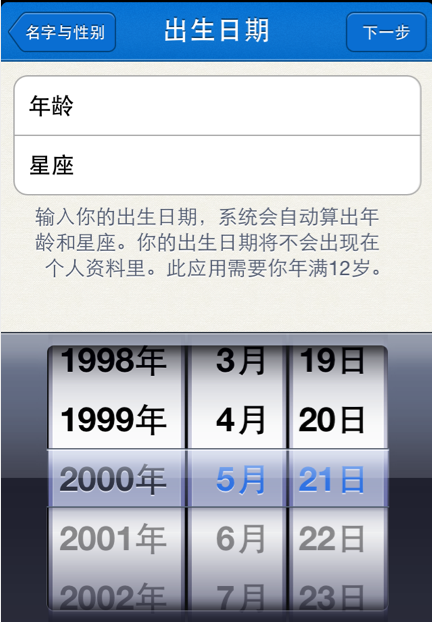 名字与性别 出生日期 下一步
年龄
星座
输入你的出生日期，系统会自动算出年
龄和星座。你的出生日期将不会出现在
个人资料里。此应用需要你年满12岁。
1998年 3月 19日
1999年 4月 20日
2000年 5月 21日
2001年 6月 22日
2002年 7月 23日